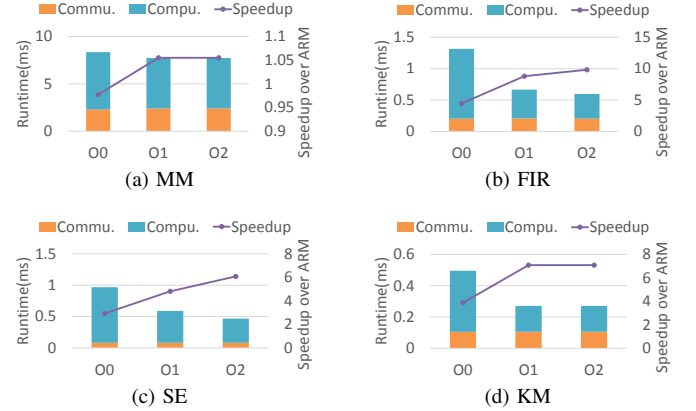 Commu. Compu. Speedup
Runtime(ms)
10
5
0
1.1
1.05
1
0.95
0.9
Speedup over ARM
O0 O1 O2
(a) MM
Commu. Compu. Speedup
Runtime(ms)
1.5
1
0.5
0
15
10
5
0
Speedup over ARM
O0 O1 O2
(b) FIR
Commu. Compu. Speedup
Runtime(ms)
1.5
1
0.5
0
8
6
4
2
0
Speedup over ARM
O0 O1 O2
(c) SE
Commu. Compu. Speedup
Runtime(ms)
0.6
0.4
0.2
0
8
6
4
2
0
Speedup over ARM
O0 O1 O2
(d) KM